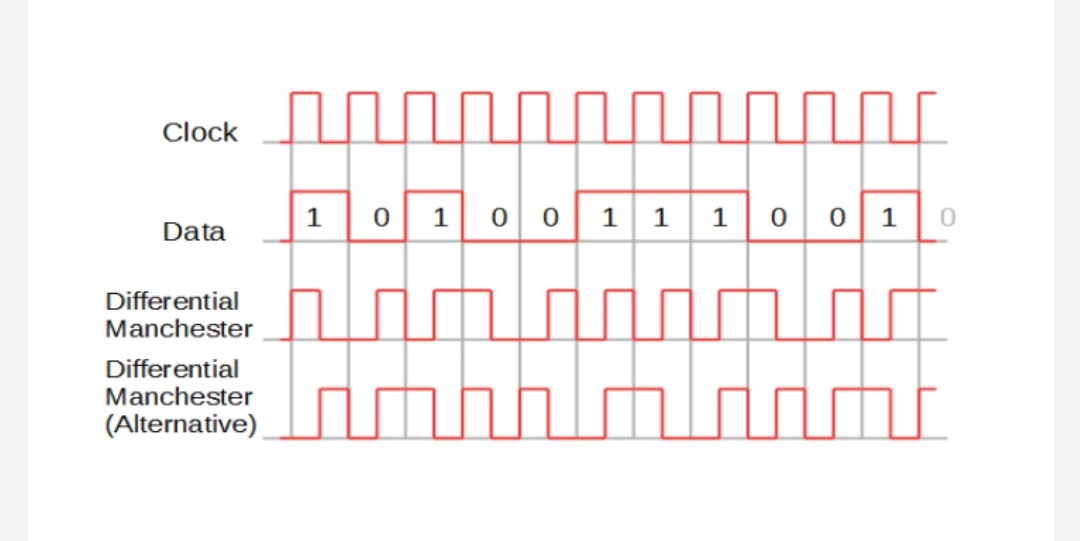 Clock
Data
1 0 1 0 0 1 1 1 0 0 1 0
Differential
Manchester
Differential
Manchester
(Alternative)